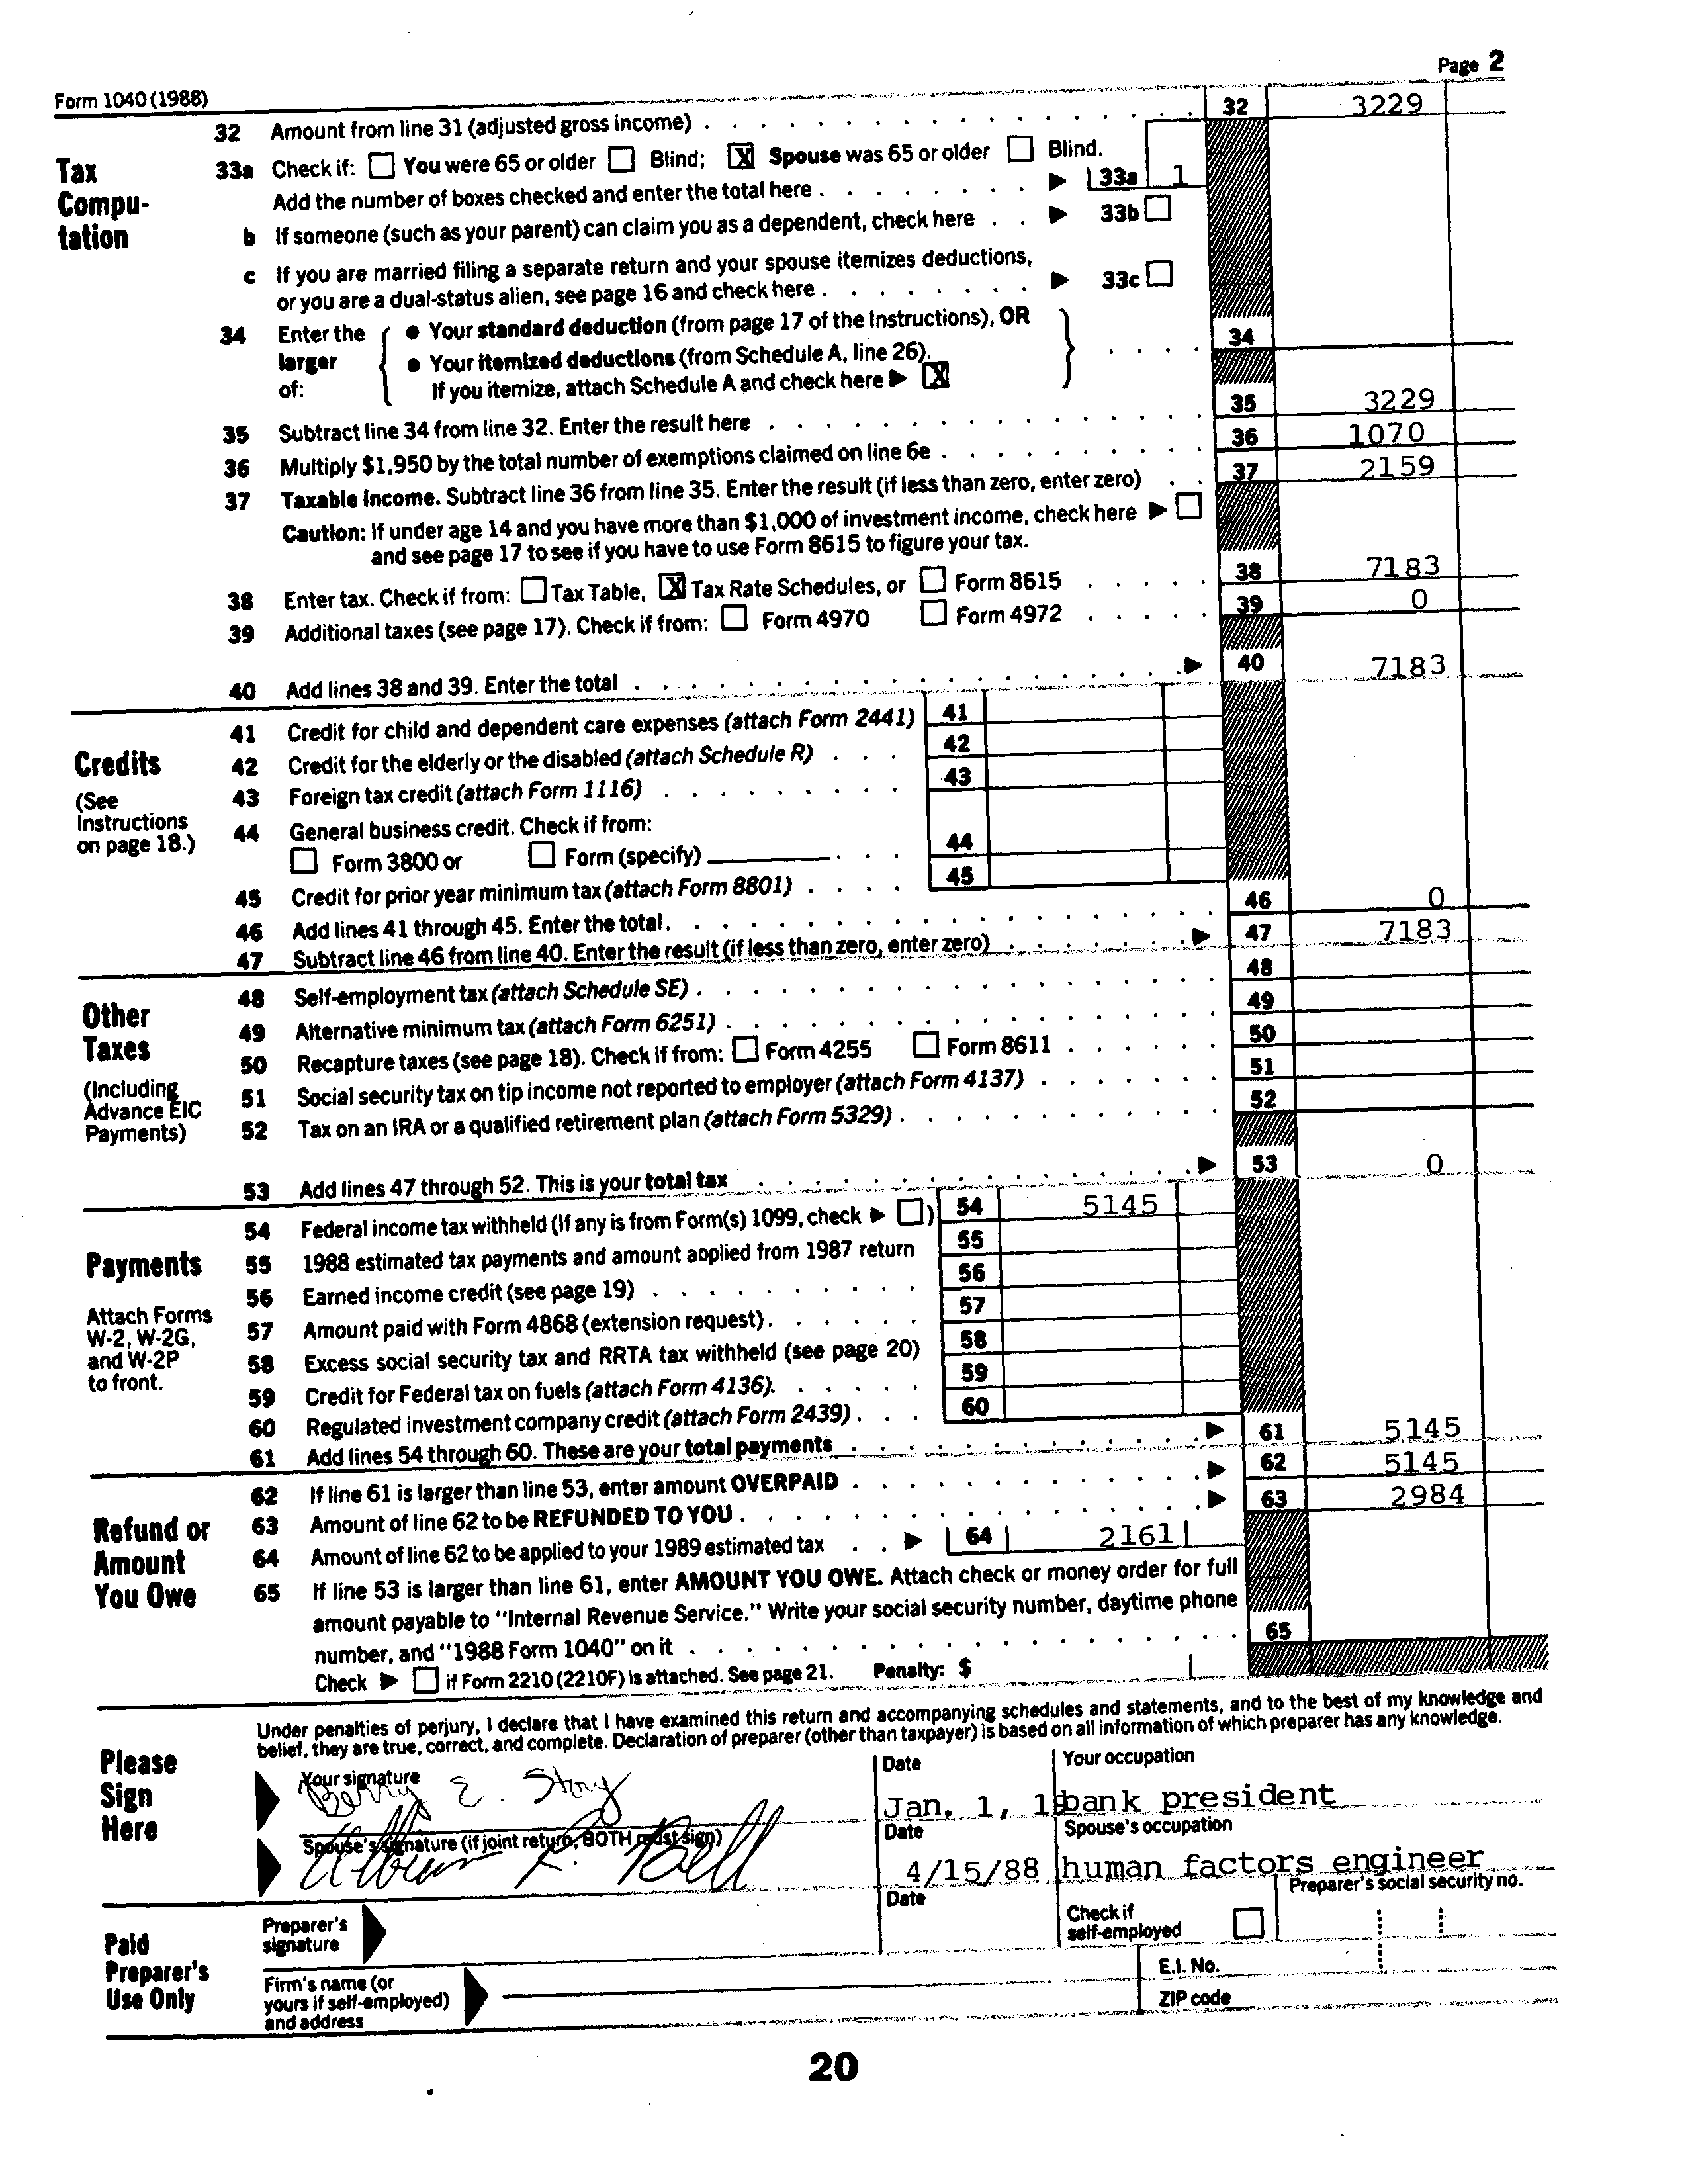 Form 1040 (1988)
Page 2
32 Amount from line 31 (adjusted gross income) . . . 32 3229
Tax Compu- tation
33a Check if: ☐ You were 65 or older ☐ Blind; ☒ Spouse was 65 or older ☐ Blind.
Add the number of boxes checked and enter the total here . . . ▶ 33a 1
b If someone (such as your parent) can claim you as a dependent, check here . . ▶ 33b ☐
c If you are married filing a separate return and your spouse itemizes deductions,
or you are a dual-status alien, see page 16 and check here . . . ▶ 33c ☐
34 Enter the larger of: { ● Your standard deduction (from page 17 of the Instructions), OR
● Your itemized deductions (from Schedule A, line 26).
If you itemize, attach Schedule A and check here ▶ ☒ } . . . . 34
35 Subtract line 34 from line 32. Enter the result here . . . 35 3229
36 Multiply $1,950 by the total number of exemptions claimed on line 6e . . . 36 1070
37 Taxable income. Subtract line 36 from line 35. Enter the result (if less than zero, enter zero) . . 37 2159
Caution: If under age 14 and you have more than $1,000 of investment income, check here ▶ ☐
and see page 17 to see if you have to use Form 8615 to figure your tax.
38 Enter tax. Check if from: ☐ Tax Table, ☒ Tax Rate Schedules, or ☐ Form 8615 . . . 38 7183
39 Additional taxes (see page 17). Check if from: ☐ Form 4970 ☐ Form 4972 . . . 39 0
40 Add lines 38 and 39. Enter the total . . . ▶ 40 7183
Credits
(See Instructions on page 18.)
41 Credit for child and dependent care expenses (attach Form 2441) 41
42 Credit for the elderly or the disabled (attach Schedule R) . . . 42
43 Foreign tax credit (attach Form 1116) . . . 43
44 General business credit. Check if from:
☐ Form 3800 or ☐ Form (specify) . . . 44
45 Credit for prior year minimum tax (attach Form 8801) . . . . 45
46 Add lines 41 through 45. Enter the total. . . . 46 0
47 Subtract line 46 from line 40. Enter the result (if less than zero, enter zero) . . . ▶ 47 7183
Other Taxes
(Including Advance EIC Payments)
48 Self-employment tax (attach Schedule SE) . . . 48
49 Alternative minimum tax (attach Form 6251) . . . 49
50 Recapture taxes (see page 18). Check if from: ☐ Form 4255 ☐ Form 8611 . . . 50
51 Social security tax on tip income not reported to employer (attach Form 4137) . . . 51
52 Tax on an IRA or a qualified retirement plan (attach Form 5329) . . . 52
53 Add lines 47 through 52. This is your total tax . . . ▶ 53 0
Payments
Attach Forms W-2, W-2G, and W-2P to front.
54 Federal income tax withheld (If any is from Form(s) 1099, check ▶ ☐) 54 5145
55 1988 estimated tax payments and amount applied from 1987 return 55
56 Earned income credit (see page 19) . . . 56
57 Amount paid with Form 4868 (extension request). . . . 57
58 Excess social security tax and RRTA tax withheld (see page 20) 58
59 Credit for Federal tax on fuels (attach Form 4136). . . . 59
60 Regulated investment company credit (attach Form 2439) . . . 60
61 Add lines 54 through 60. These are your total payments . . . ▶ 61 5145
Refund or Amount You Owe
62 If line 61 is larger than line 53, enter amount OVERPAID . . . ▶ 62 5145
63 Amount of line 62 to be REFUNDED TO YOU . . . ▶ 63 2984
64 Amount of line 62 to be applied to your 1989 estimated tax . . ▶ 64 2161
65 If line 53 is larger than line 61, enter AMOUNT YOU OWE. Attach check or money order for full
amount payable to "Internal Revenue Service." Write your social security number, daytime phone
number, and "1988 Form 1040" on it . . . 65
Check ▶ ☐ if Form 2210 (2210F) is attached. See page 21. Penalty: $
Please Sign Here
Under penalties of perjury, I declare that I have examined this return and accompanying schedules and statements, and to the best of my knowledge and
belief, they are true, correct, and complete. Declaration of preparer (other than taxpayer) is based on all information of which preparer has any knowledge.
Your signature
Berry E. Story
Date
Jan. 1, 19
Your occupation
bank president
Spouse's signature (if joint return, BOTH must sign)
R. Bell
Date
4/15/88
Spouse's occupation
human factors engineer
Paid Preparer's Use Only
Preparer's signature
Date
Check if self-employed ☐
Preparer's social security no.
Firm's name (or yours if self-employed) and address
E.I. No.
ZIP code
20